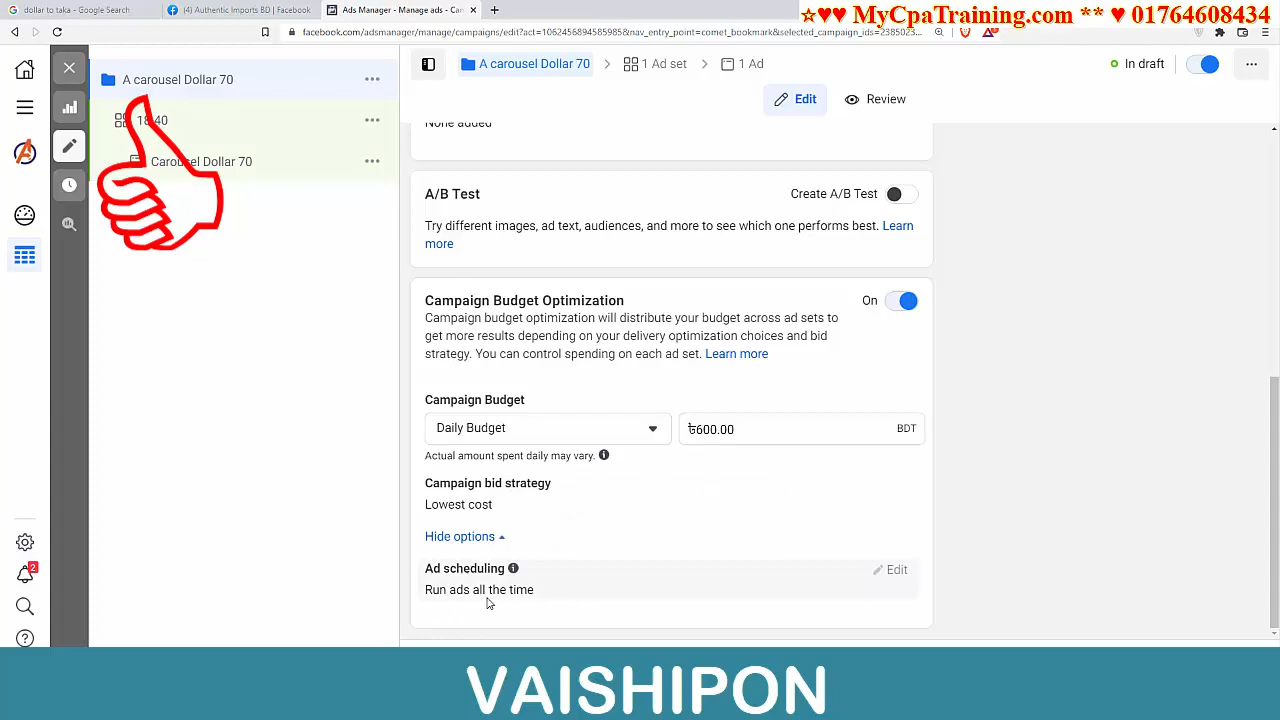 dollar to taka - Google Search
(4) Authentic Imports BD | Facebook
Ads Manager - Manage ads - Can
☆♥♥ MyCpaTraining.com ** ♥ 01764608434
facebook.com/adsmanager/manage/campaigns/edit?act=10624568945859858&nav_entry_point=comet_bookmark&selected_campaign_ids=2385023
A carousel Dollar 70
A carousel Dollar 70
1 Ad set
1 Ad
In draft
Edit
Review
18-40
Carousel Dollar 70
None added
A/B Test
Create A/B Test
Try different images, ad text, audiences, and more to see which one performs best. Learn
more
Campaign Budget Optimization
On
Campaign budget optimization will distribute your budget across ad sets to
get more results depending on your delivery optimization choices and bid
strategy. You can control spending on each ad set. Learn more
Campaign Budget
Daily Budget
৳600.00
BDT
Actual amount spent daily may vary.
Campaign bid strategy
Lowest cost
Hide options
Ad scheduling
Edit
Run ads all the time
2
VAISHIPON